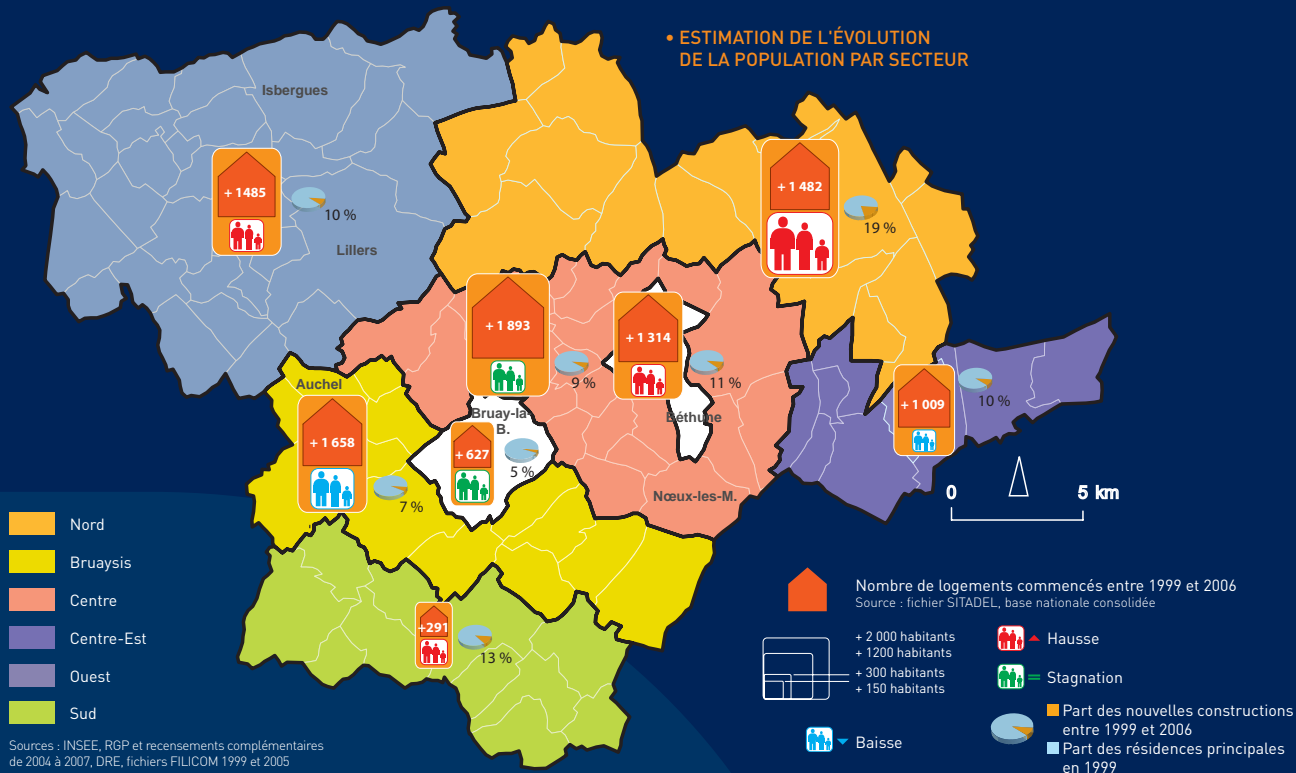 • ESTIMATION DE L'ÉVOLUTION
DE LA POPULATION PAR SECTEUR
Isbergues
+ 1485
10 %
Lillers
+ 1 482
19 %
+ 1 893
9 %
+ 1 314
11 %
Auchel
+ 1 658
7 %
Bruay-la-
B.
+ 627
5 %
Béthune
+ 1 009
10 %
Nœux-les-M.
+291
13 %
0 5 km
Nord
Bruaysis
Centre
Centre-Est
Ouest
Sud
Sources : INSEE, RGP et recensements complémentaires
de 2004 à 2007, DRE, fichiers FILICOM 1999 et 2005
Nombre de logements commencés entre 1999 et 2006
Source : fichier SITADEL, base nationale consolidée
+ 2 000 habitants
+ 1200 habitants
+ 300 habitants
+ 150 habitants
Hausse
Stagnation
Baisse
Part des nouvelles constructions
entre 1999 et 2006
Part des résidences principales
en 1999